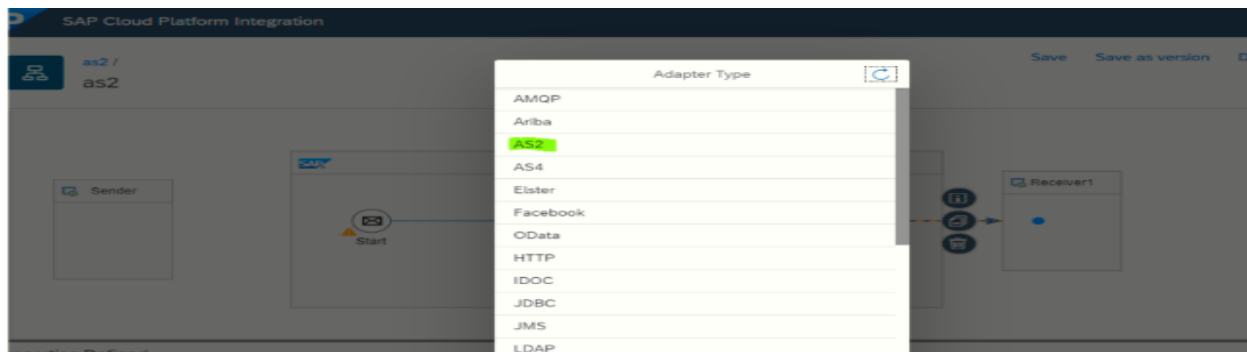 SAP Cloud Platform Integration
as2 /
as2
Save
Save as version
Adapter Type
AMQP
Ariba
AS2
AS4
Elster
Facebook
OData
HTTP
IDOC
JDBC
JMS
LDAP
SAP
Sender
Start
Receiver1